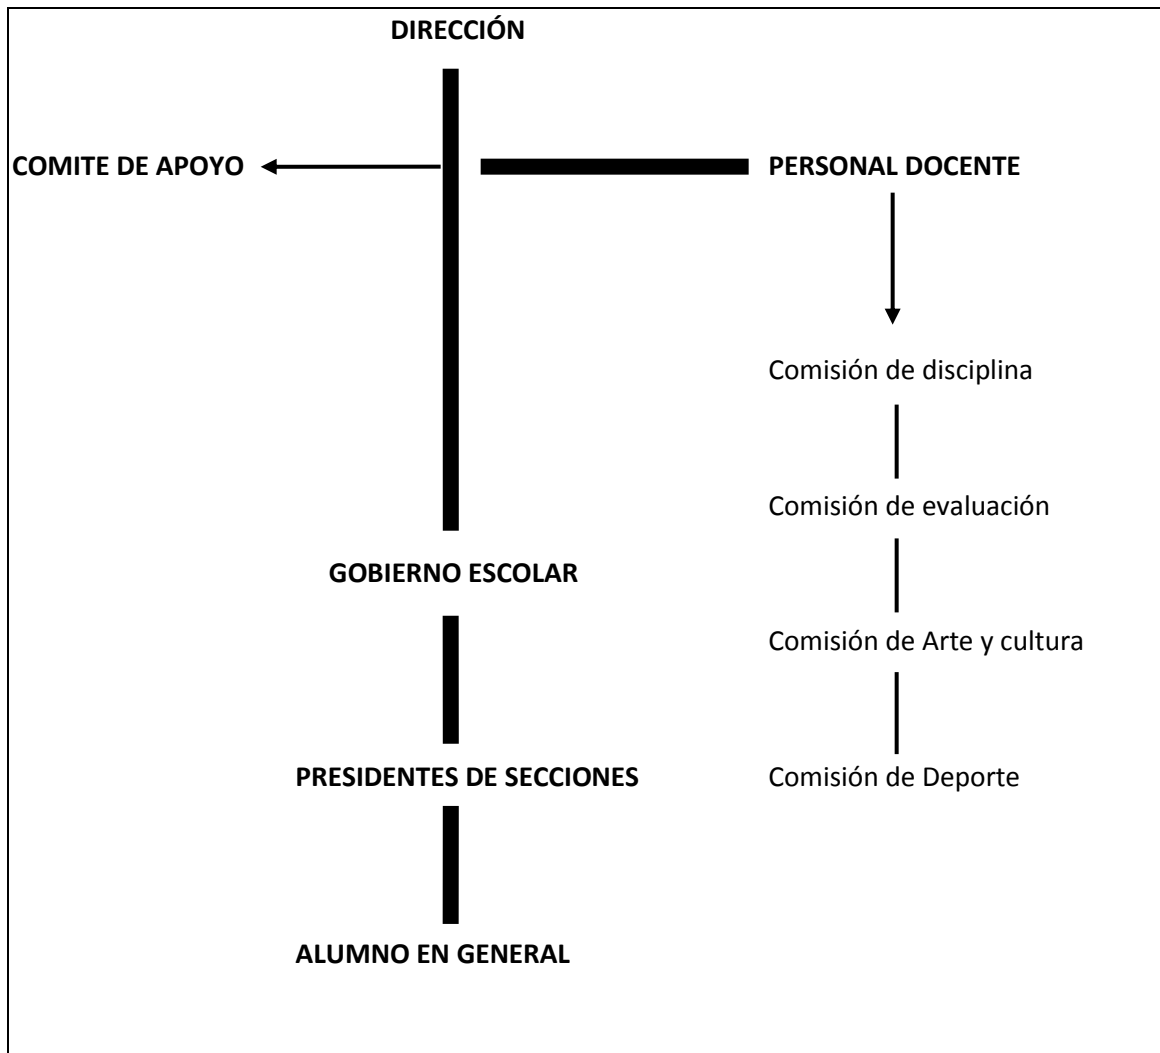 DIRECCIÓN
COMITE DE APOYO
PERSONAL DOCENTE
Comisión de disciplina
Comisión de evaluación
GOBIERNO ESCOLAR
Comisión de Arte y cultura
PRESIDENTES DE SECCIONES
Comisión de Deporte
ALUMNO EN GENERAL